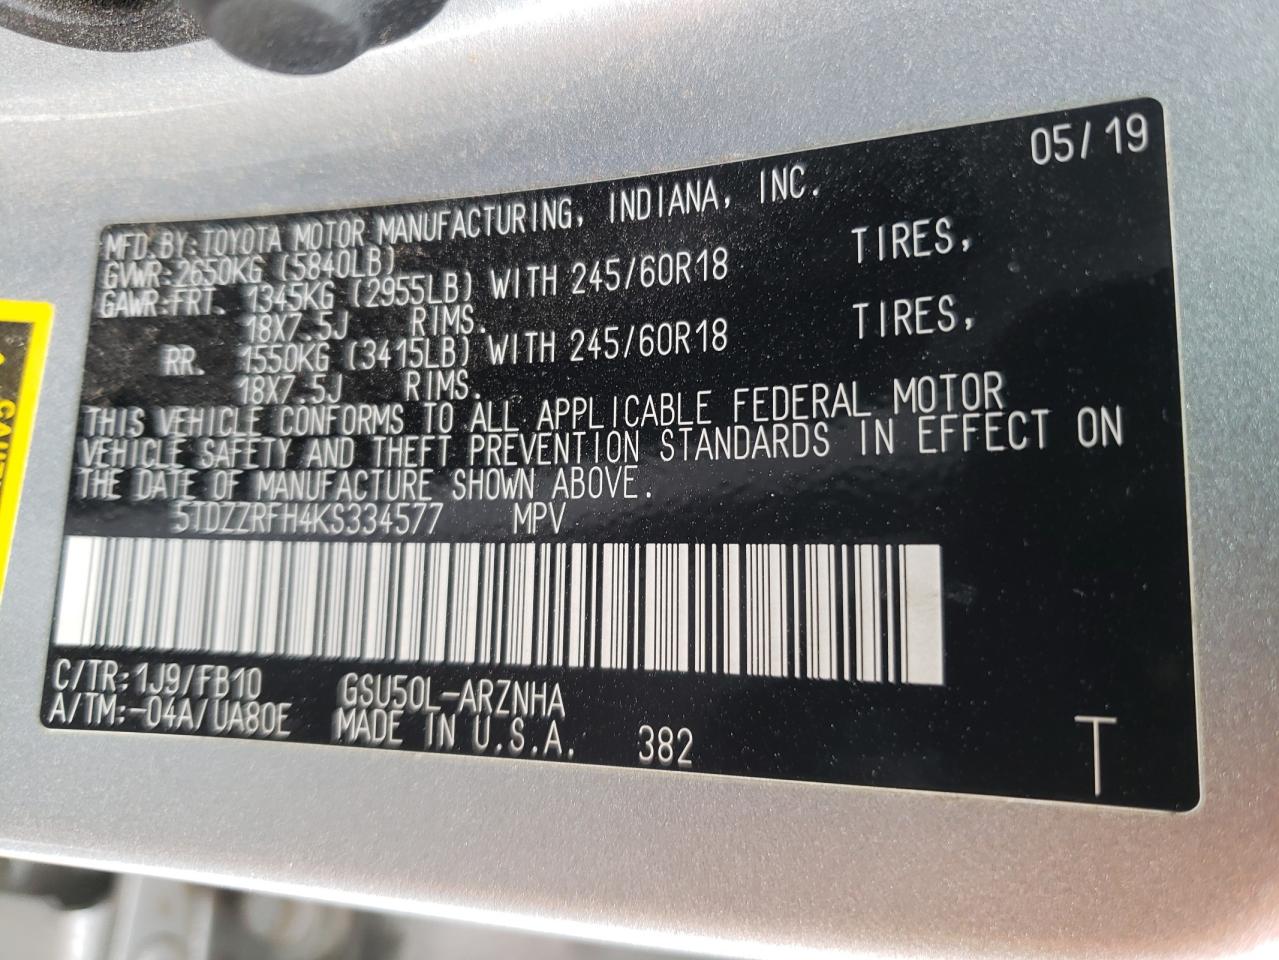 05/19
MFD.BY:TOYOTA MOTOR MANUFACTURING, INDIANA, INC.
GVWR:2650KG (5840LB)
GAWR:FRT. 1345KG (2955LB) WITH 245/60R18 TIRES,
18X7.5J RIMS.
RR. 1550KG (3415LB) WITH 245/60R18 TIRES,
18X7.5J RIMS.
THIS VEHICLE CONFORMS TO ALL APPLICABLE FEDERAL MOTOR
VEHICLE SAFETY AND THEFT PREVENTION STANDARDS IN EFFECT ON
THE DATE OF MANUFACTURE SHOWN ABOVE.
5TDZZRFH4KS334577 MPV
C/TR:1J9/FB10 GSU50L-ARZNHA
A/TM:-04A/UA80E MADE IN U.S.A. 382
T